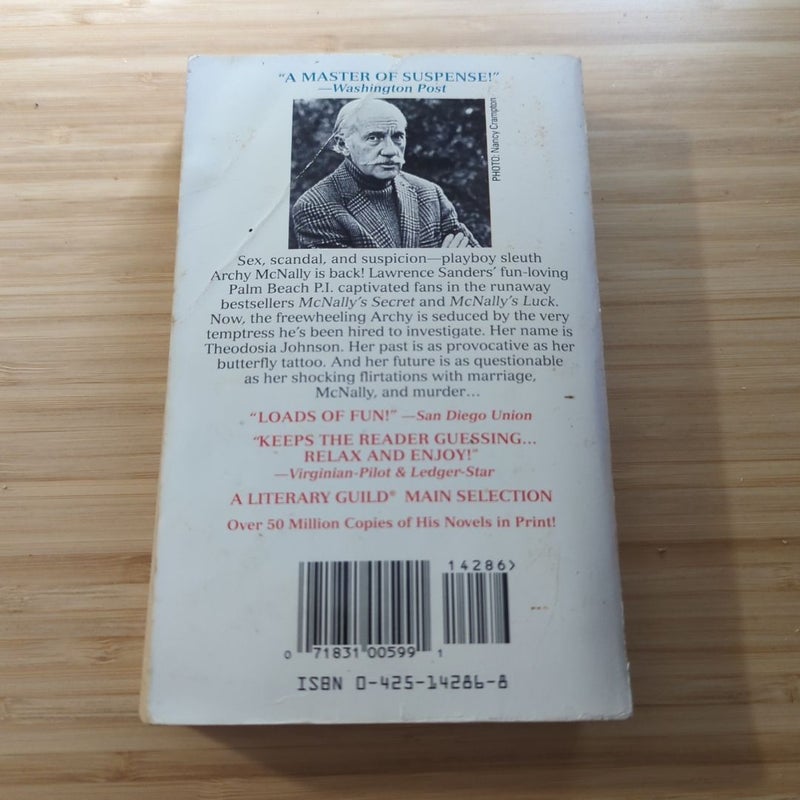 "A MASTER OF SUSPENSE!"
—Washington Post
PHOTO: Nancy Crampton
Sex, scandal, and suspicion—playboy sleuth
Archy McNally is back! Lawrence Sanders' fun-loving
Palm Beach P.I. captivated fans in the runaway
bestsellers McNally's Secret and McNally's Luck.
Now, the freewheeling Archy is seduced by the very
temptress he's been hired to investigate. Her name is
Theodosia Johnson. Her past is as provocative as her
butterfly tattoo. And her future is as questionable
as her shocking flirtations with marriage,
McNally, and murder...
"LOADS OF FUN!" —San Diego Union
"KEEPS THE READER GUESSING...
RELAX AND ENJOY!"
—Virginian-Pilot & Ledger-Star
A LITERARY GUILD® MAIN SELECTION
Over 50 Million Copies of His Novels in Print!
14286>
0 71831 00599 1
ISBN 0-425-14286-8